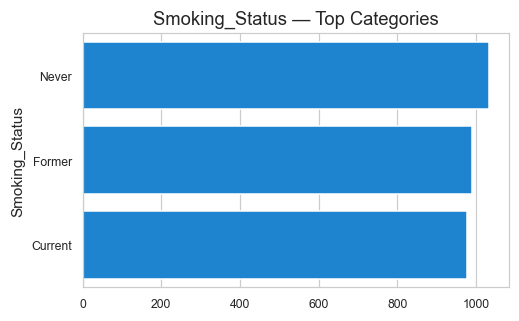 Smoking_Status — Top Categories
Smoking_Status
Never
Former
Current
0 200 400 600 800 1000